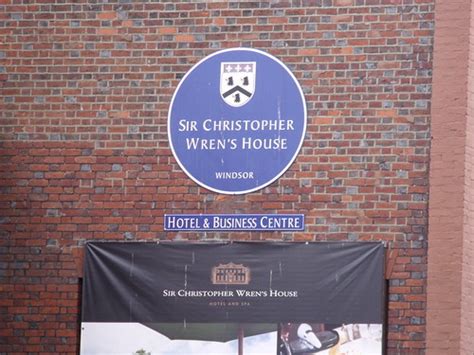 SIR CHRISTOPHER
WREN'S HOUSE
WINDSOR
HOTEL & BUSINESS CENTRE
SIR CHRISTOPHER WREN'S HOUSE
HOTEL AND SPA